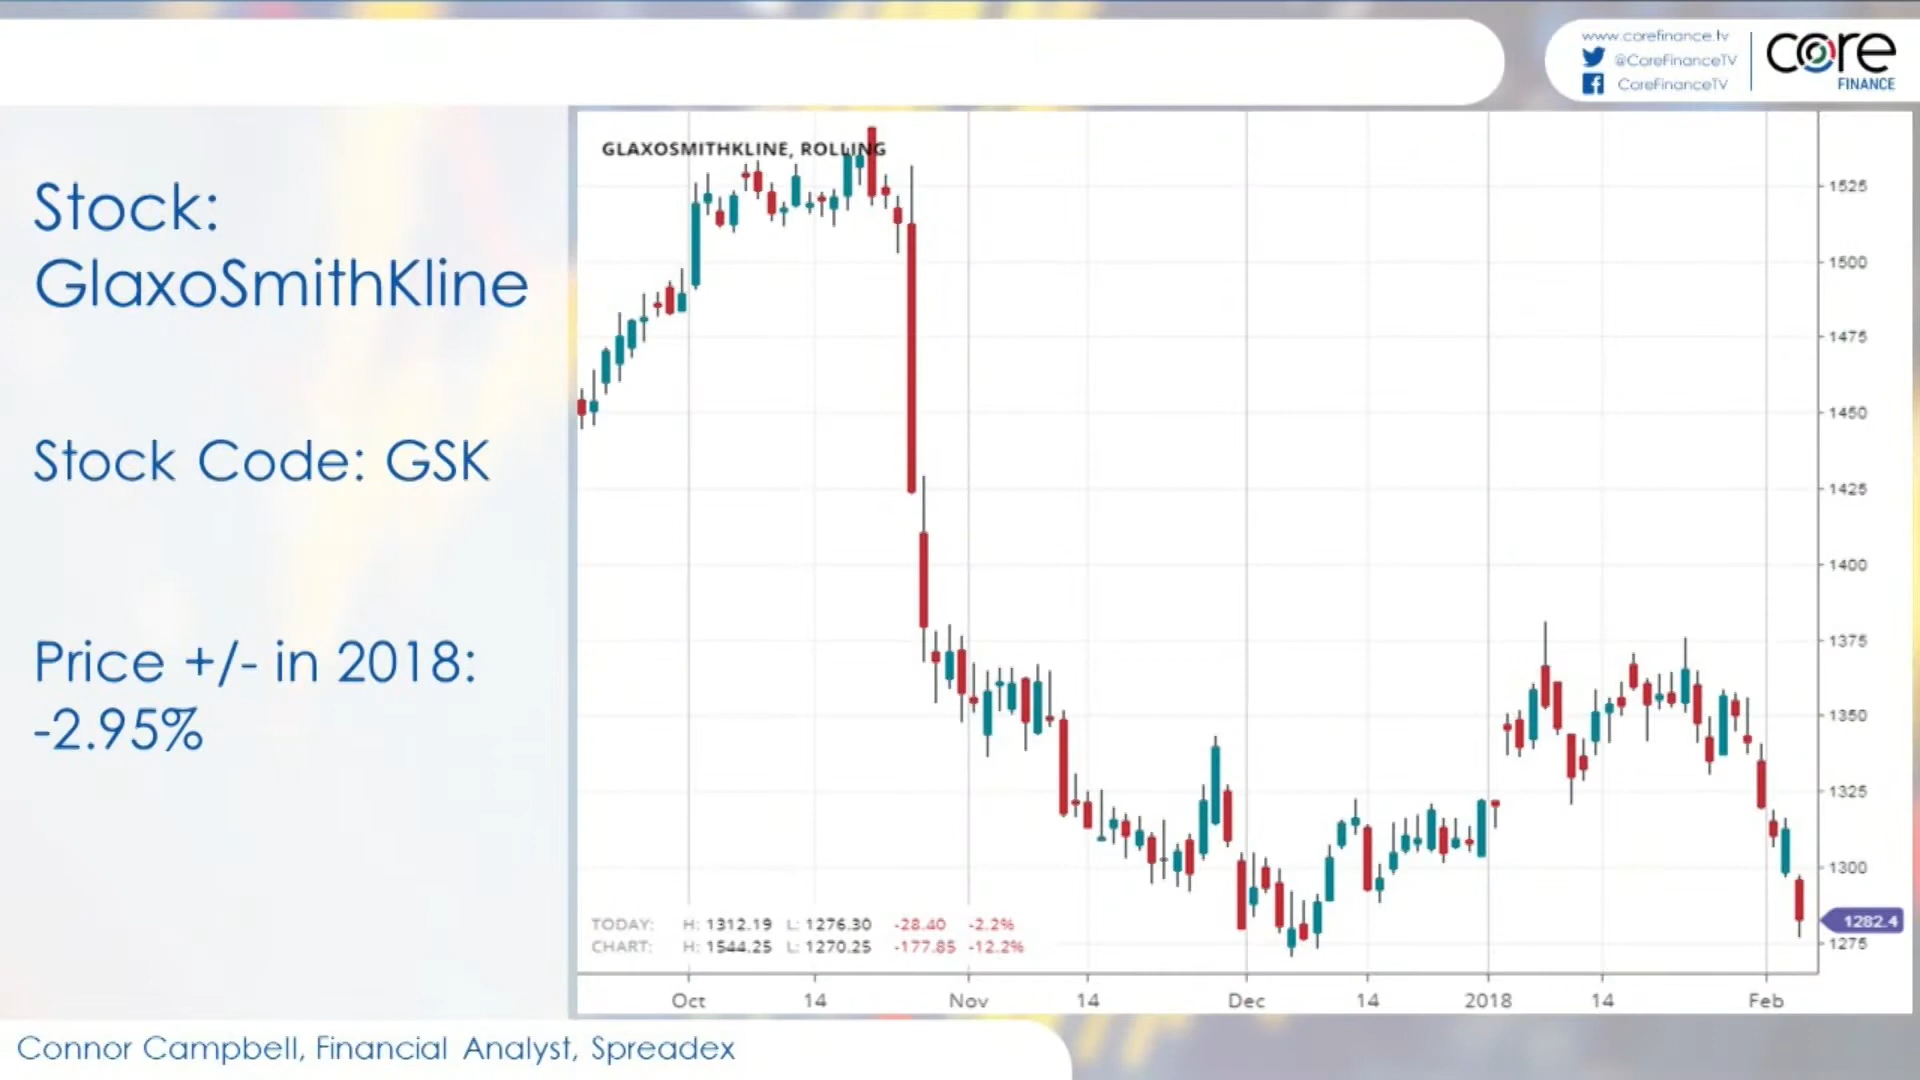 www.corefinance.tv
@CoreFinanceTV
CoreFinanceTV
core
FINANCE
Stock:
GlaxoSmithKline
Stock Code: GSK
Price +/- in 2018:
-2.95%
GLAXOSMITHKLINE, ROLLING
1525
1500
1475
1450
1425
1400
1375
1350
1325
1300
1282.4
1275
TODAY: H: 1312.19 L: 1276.30 -28.40 -2.2%
CHART: H: 1544.25 L: 1270.25 -177.85 -12.2%
Oct 14 Nov 14 Dec 14 2018 14 Feb
Connor Campbell, Financial Analyst, Spreadex